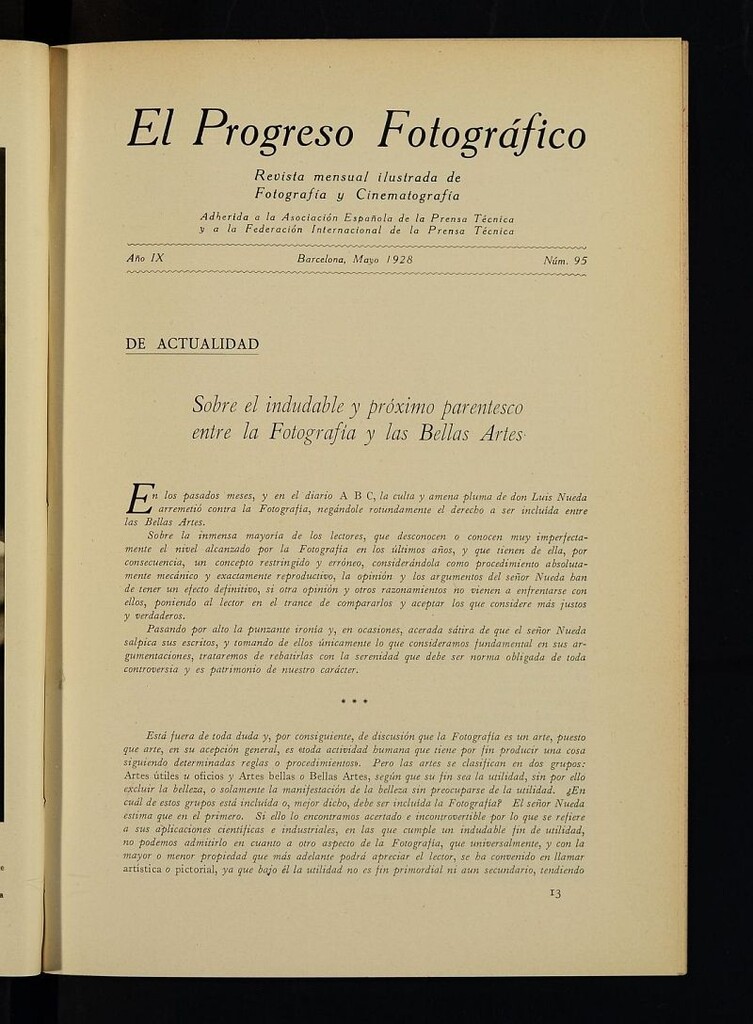 El Progreso Fotográfico
Revista mensual ilustrada de
Fotografía y Cinematografía
Adherida a la Asociación Española de la Prensa Técnica
y a la Federación Internacional de la Prensa Técnica
Año IX Barcelona, Mayo 1928 Núm. 95
DE ACTUALIDAD
Sobre el indudable y próximo parentesco
entre la Fotografía y las Bellas Artes
En los pasados meses, y en el diario A B C, la culta y amena pluma de don Luis Nueda
arremetió contra la Fotografía, negándole rotundamente el derecho a ser incluída entre
las Bellas Artes.
Sobre la inmensa mayoría de los lectores, que desconocen o conocen muy imperfecta-
mente el nivel alcanzado por la Fotografía en los últimos años, y que tienen de ella, por
consecuencia, un concepto restringido y erróneo, considerándola como procedimiento absoluta-
mente mecánico y exactamente reproductivo, la opinión y los argumentos del señor Nueda han
de tener un efecto definitivo, si otra opinión y otros razonamientos no vienen a enfrentarse con
ellos, poniendo al lector en el trance de compararlos y aceptar los que considere más justos
y verdaderos.
Pasando por alto la punzante ironía y, en ocasiones, acerada sátira de que el señor Nueda
salpica sus escritos, y tomando de ellos únicamente lo que consideramos fundamental en sus ar-
gumentaciones, trataremos de rebatirlas con la serenidad que debe ser norma obligada de toda
controversia y es patrimonio de nuestro carácter.
* * *
Está fuera de toda duda y, por consiguiente, de discusión que la Fotografía es un arte, puesto
que arte, en su acepción general, es «toda actividad humana que tiene por fin producir una cosa
siguiendo determinadas reglas o procedimientos». Pero las artes se clasifican en dos grupos:
Artes útiles u oficios y Artes bellas o Bellas Artes, según que su fin sea la utilidad, sin por ello
excluir la belleza, o solamente la manifestación de la belleza sin preocuparse de la utilidad. ¿En
cuál de estos grupos está incluída o, mejor dicho, debe ser incluída la Fotografía? El señor Nueda
estima que en el primero. Si ello lo encontramos acertado e incontrovertible por lo que se refiere
a sus aplicaciones científicas e industriales, en las que cumple un indudable fin de utilidad,
no podemos admitirlo en cuanto a otro aspecto de la Fotografía, que universalmente, y con la
mayor o menor propiedad que más adelante podrá apreciar el lector, se ha convenido en llamar
artística o pictorial, ya que bajo él la utilidad no es fin primordial ni aun secundario, tendiendo
13